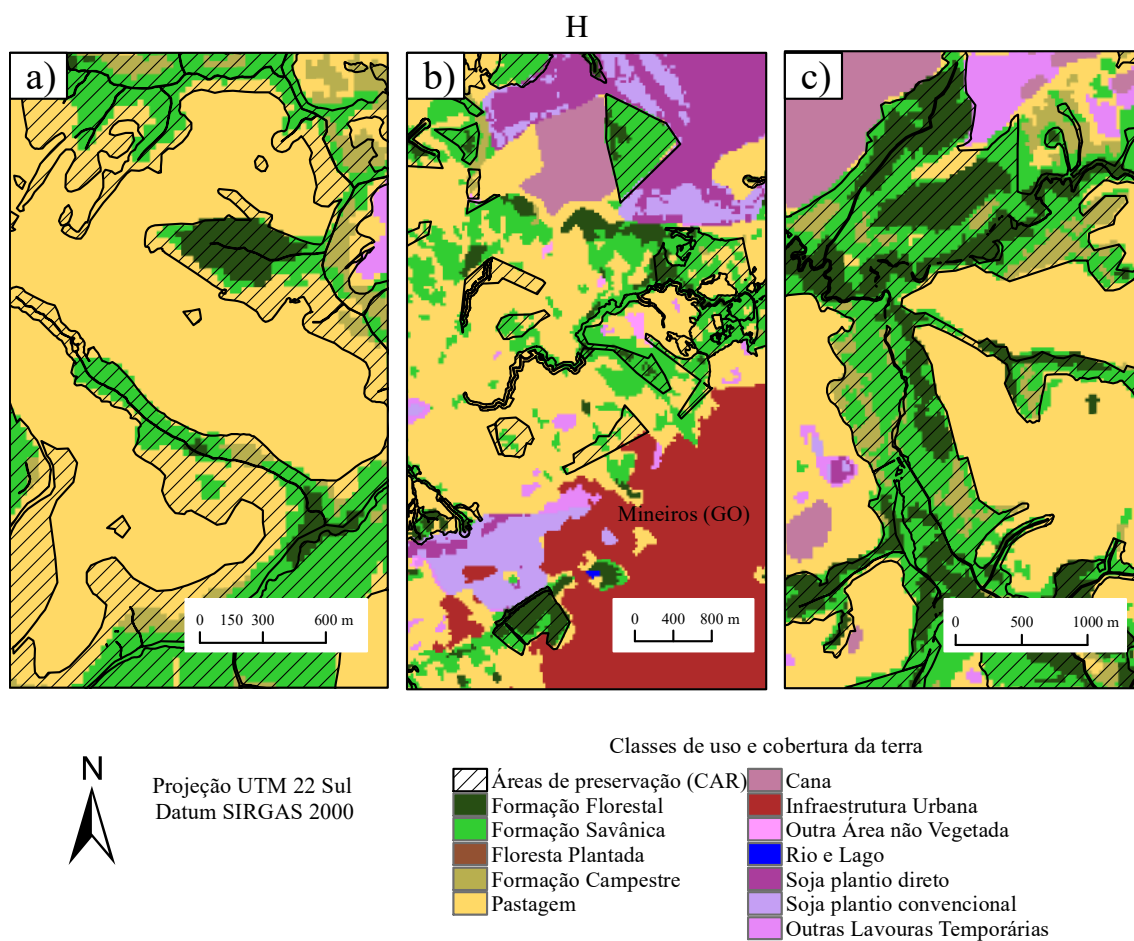 H
a)
b)
c)
Mineiros (GO)
0 150 300 600 m
0 400 800 m
0 500 1000 m
Classes de uso e cobertura da terra
N
Projeção UTM 22 Sul
Datum SIRGAS 2000
Áreas de preservação (CAR)
Formação Florestal
Formação Savânica
Floresta Plantada
Formação Campestre
Pastagem
Cana
Infraestrutura Urbana
Outra Área não Vegetada
Rio e Lago
Soja plantio direto
Soja plantio convencional
Outras Lavouras Temporárias